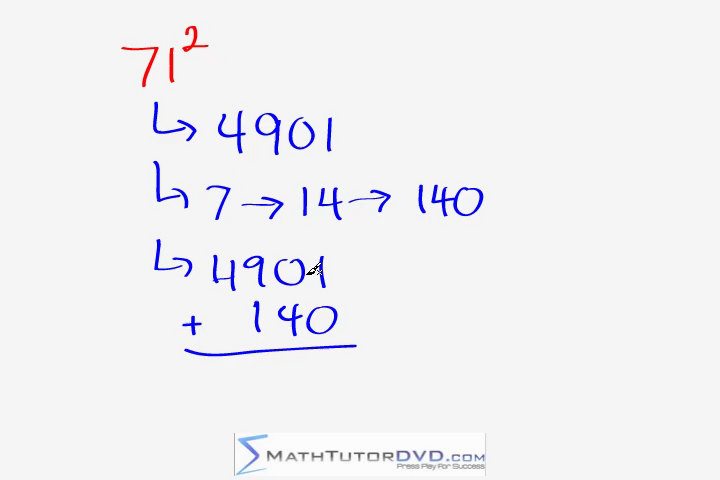 71²
↳ 4901
↳ 7 → 14 → 140
↳ 4901
+ 140
MATHTUTORDVD.COM
Press Play For Success